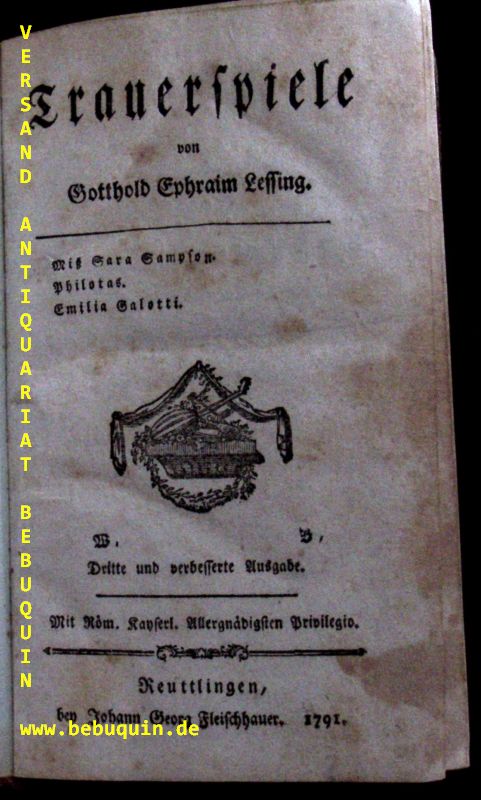 Trauerſpiele
von
Gotthold Ephraim Leſſing.
Miß Sara Sampſon.
Philotas.
Emilia Galotti.
W. B.
Dritte und verbeſſerte Ausgabe.
Mit Röm. Kayſerl. Allergnädigſten Privilegio.
Reuttlingen,
bey Johann Georg Fleiſchhauer. 1791.
VERSAND ANTIQUARIAT BEBUQUIN
www.bebuquin.de